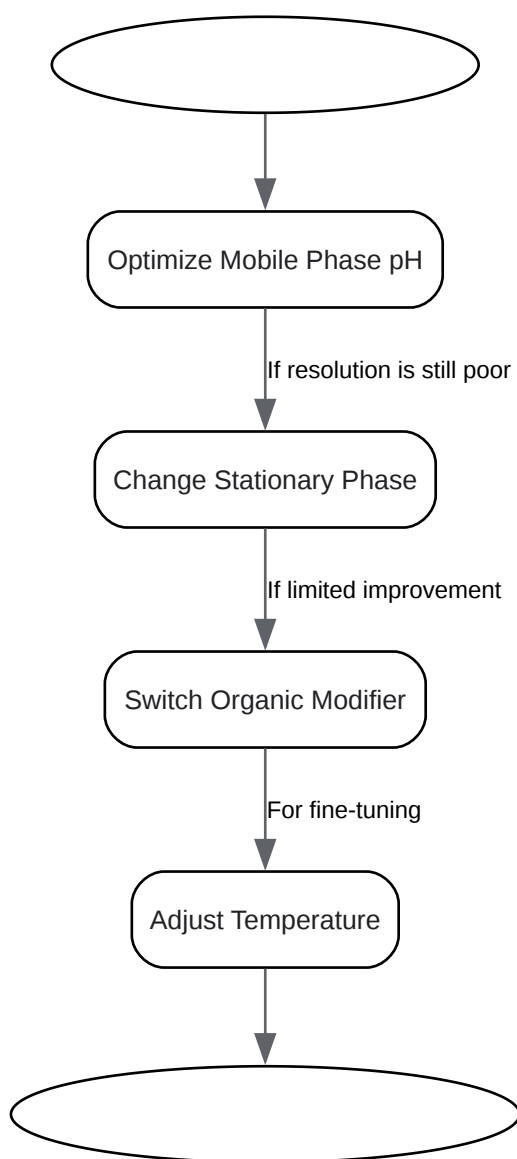 Optimize Mobile Phase pH
If resolution is still poor
Change Stationary Phase
If limited improvement
Switch Organic Modifier
For fine-tuning
Adjust Temperature